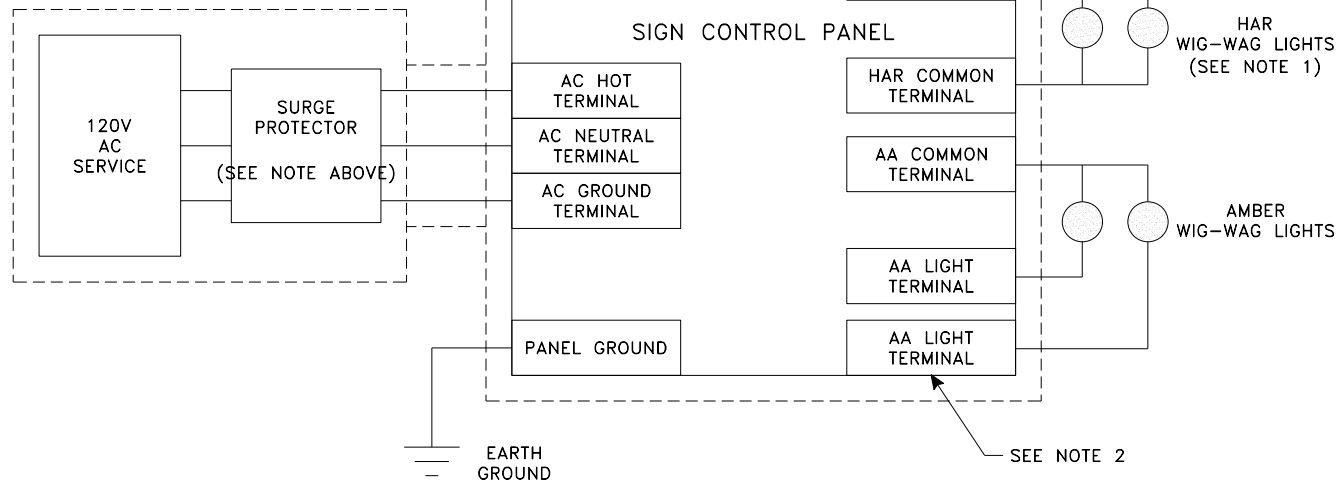 SIGN CONTROL PANEL
HAR
WIG-WAG LIGHTS
(SEE NOTE 1)
120V
AC
SERVICE
SURGE
PROTECTOR
(SEE NOTE ABOVE)
AC HOT
TERMINAL
AC NEUTRAL
TERMINAL
AC GROUND
TERMINAL
HAR COMMON
TERMINAL
AA COMMON
TERMINAL
AMBER
WIG-WAG LIGHTS
AA LIGHT
TERMINAL
PANEL GROUND
AA LIGHT
TERMINAL
EARTH
GROUND
SEE NOTE 2